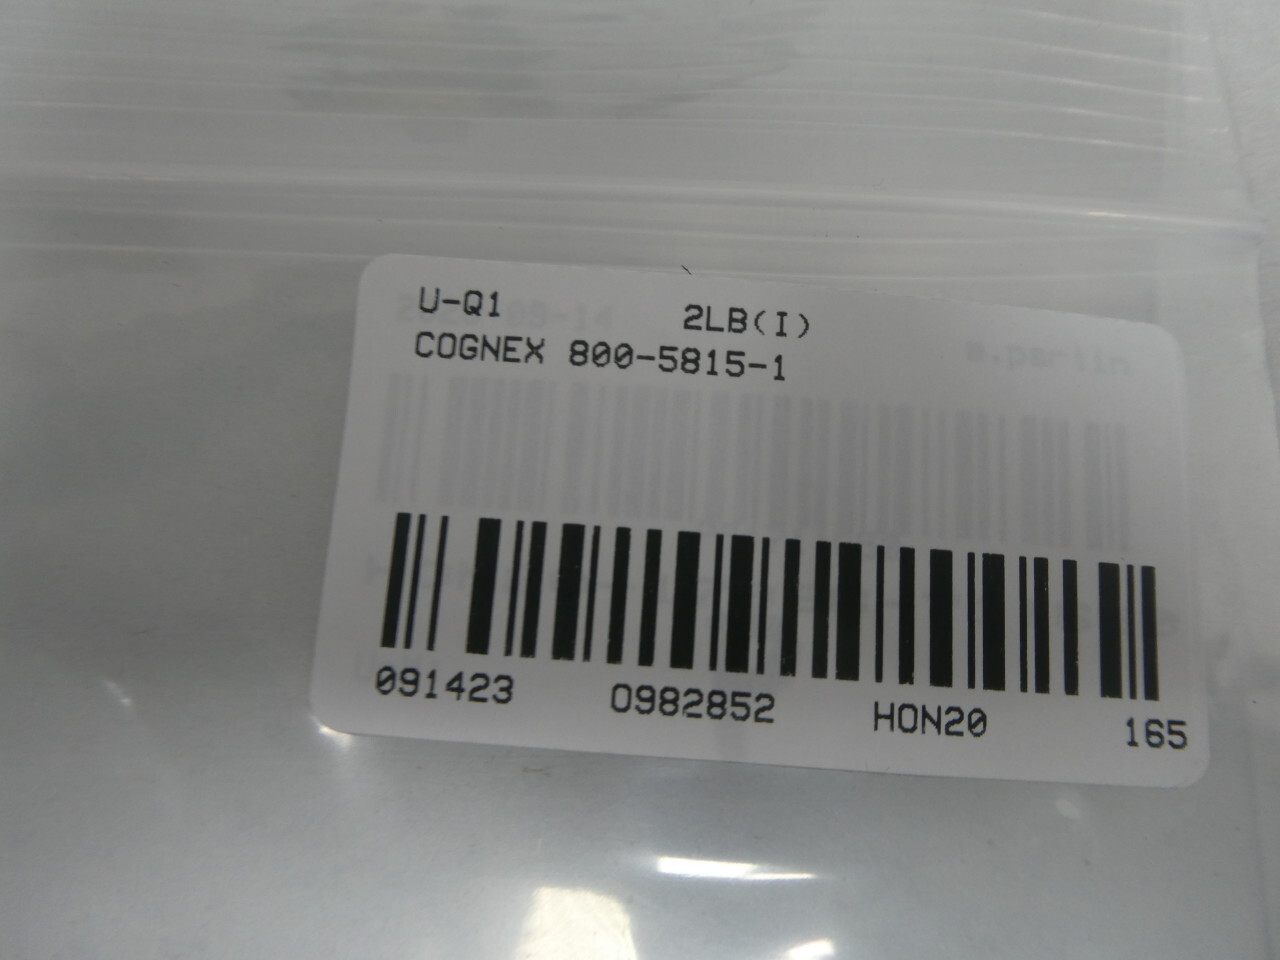 U-Q1 2LB(I)
COGNEX 800-5815-1
091423 0982852 HON20 165